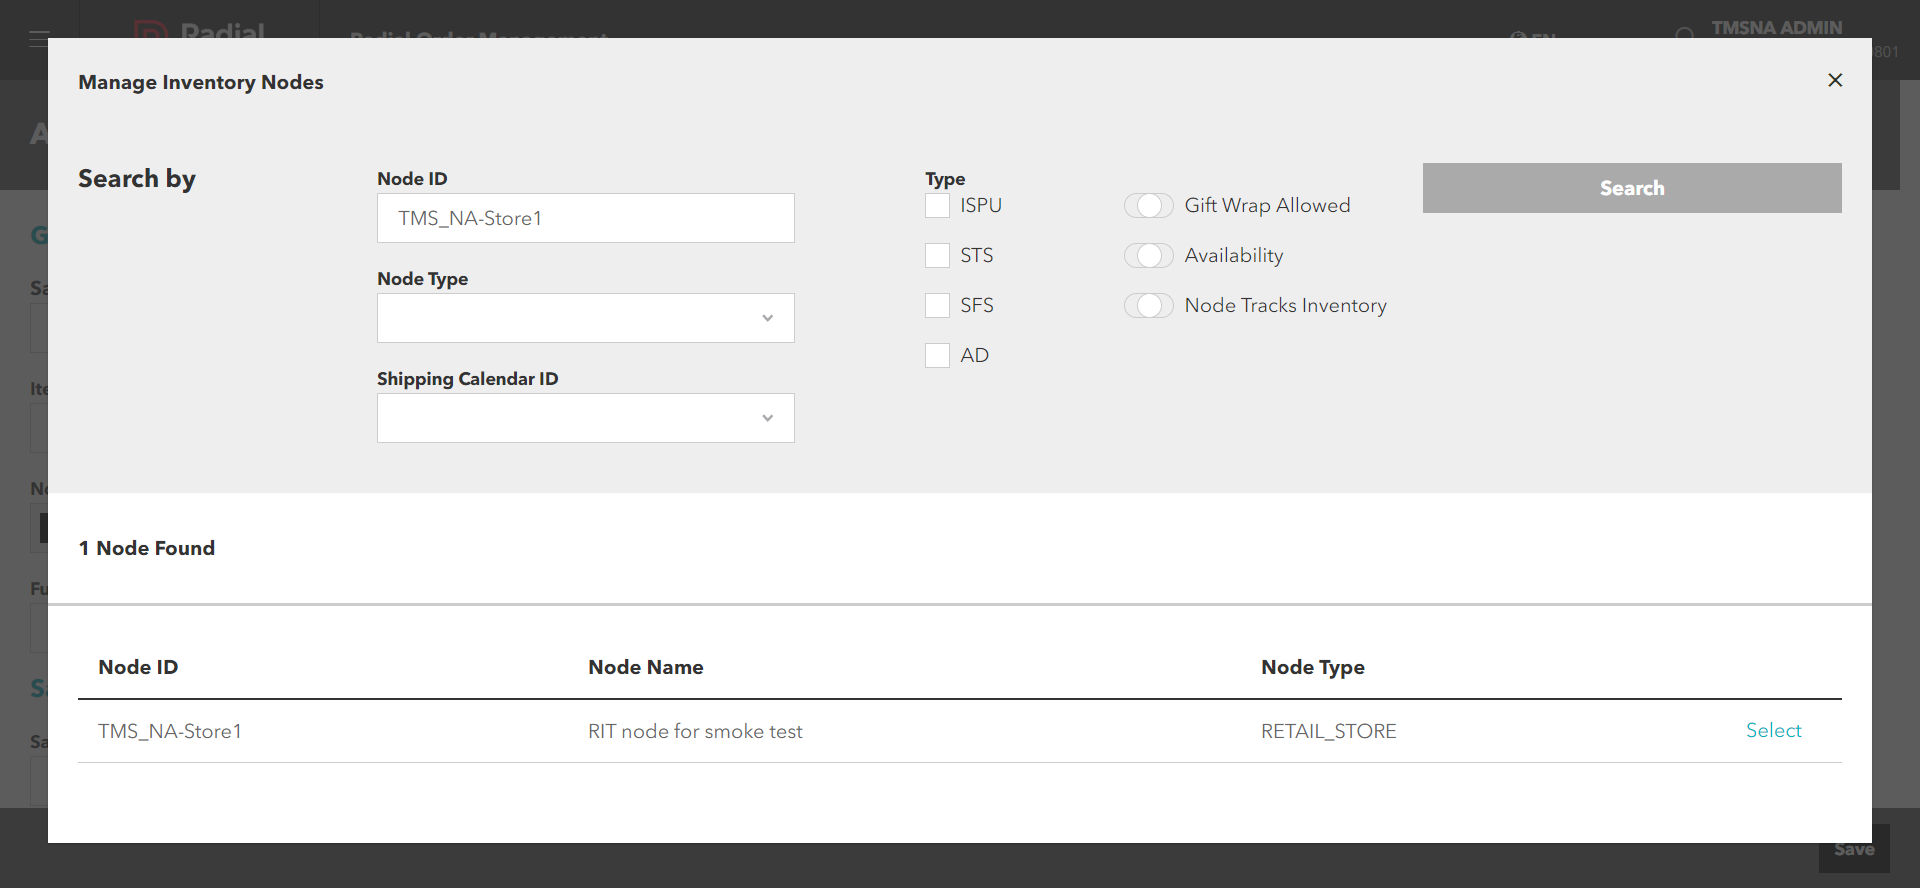 Radial
Radial Order Management
EN
TMSNA ADMIN
Manage Inventory Nodes
Search by
Node ID
TMS_NA-Store1
Node Type
Shipping Calendar ID
Type
ISPU
STS
SFS
AD
Gift Wrap Allowed
Availability
Node Tracks Inventory
Search
1 Node Found
Node ID Node Name Node Type
TMS_NA-Store1 RIT node for smoke test RETAIL_STORE Select
Save